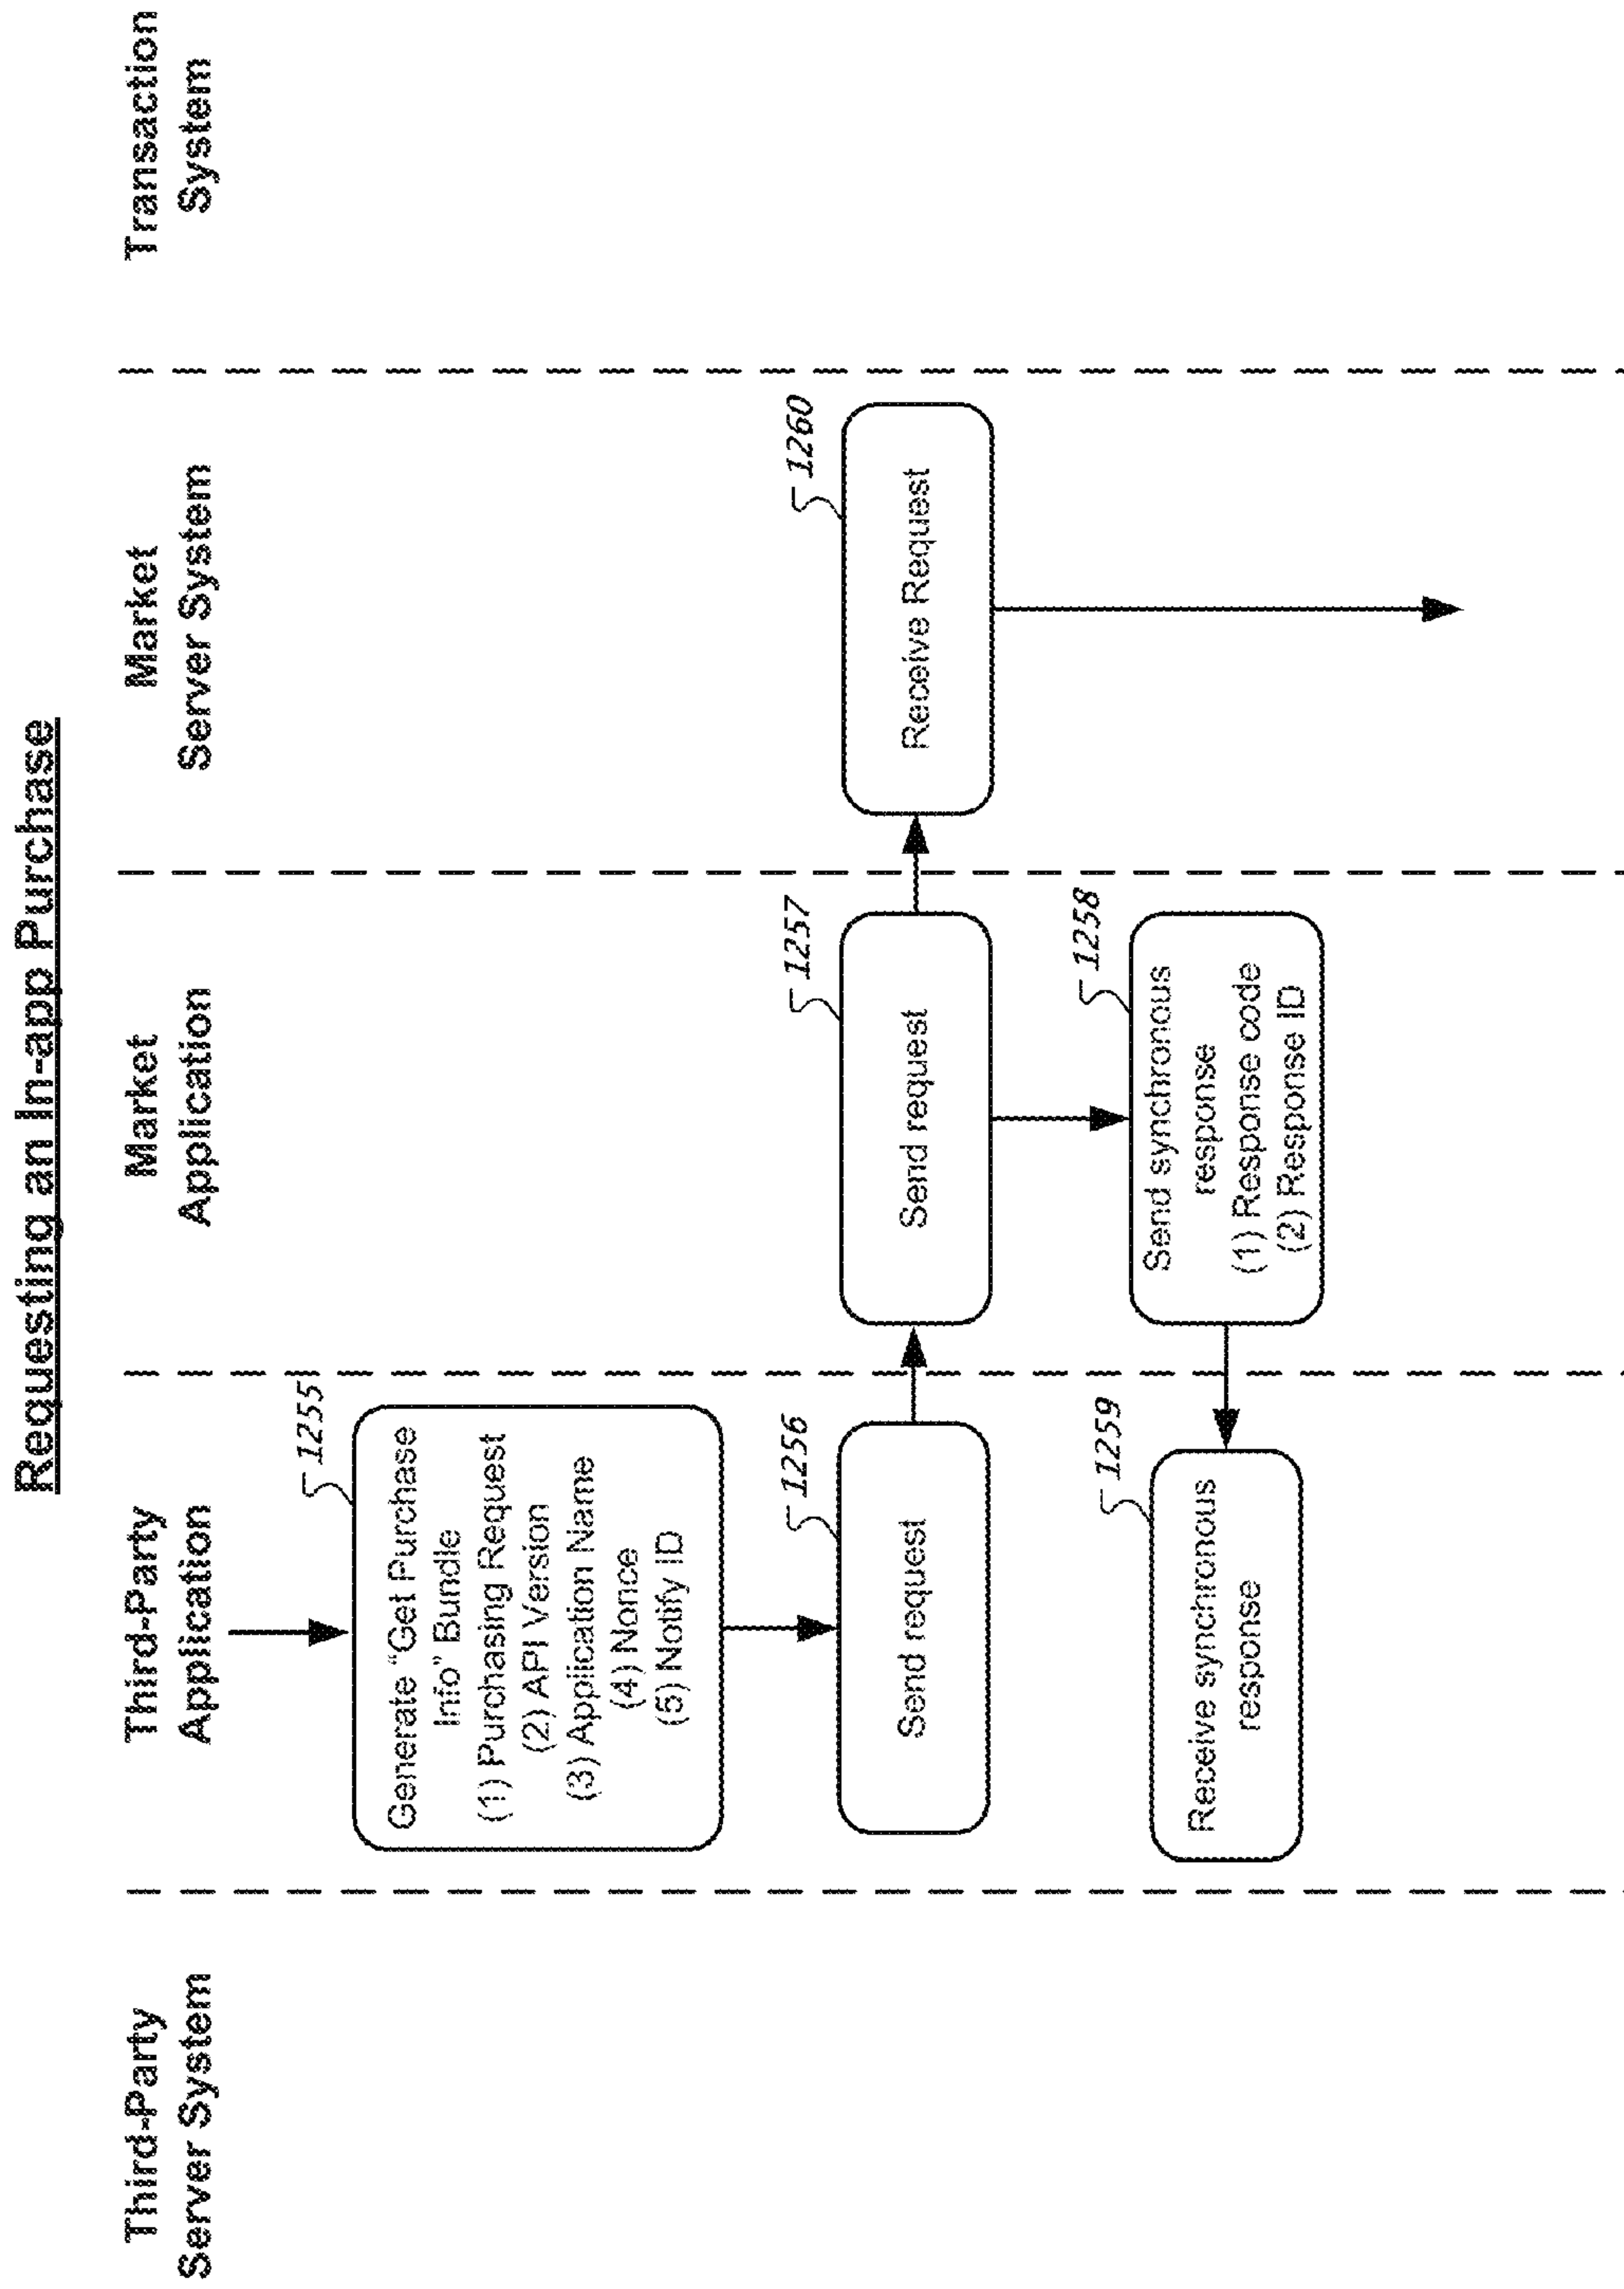 Requesting an In-app Purchase
Third-Party
Server System
Third-Party
Application
Market
Application
Market
Server System
Transaction
System
1255
Generate “Get Purchase
Info” Bundle
(1) Purchasing Request
(2) API Version
(3) Application Name
(4) Nonce
(5) Notify ID
1256
Send request
1257
Send request
1260
Receive Request
1258
Send synchronous
response
(1) Response code
(2) Response ID
1259
Receive synchronous
response